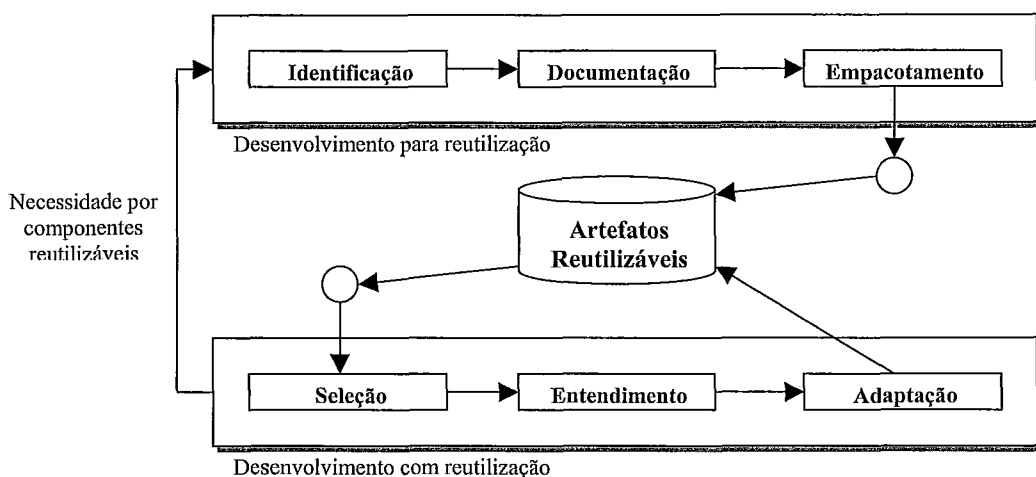 Identificação
Documentação
Empacotamento
Desenvolvimento para reutilização
Necessidade por
componentes
reutilizáveis
Artefatos
Reutilizáveis
Seleção
Entendimento
Adaptação
Desenvolvimento com reutilização